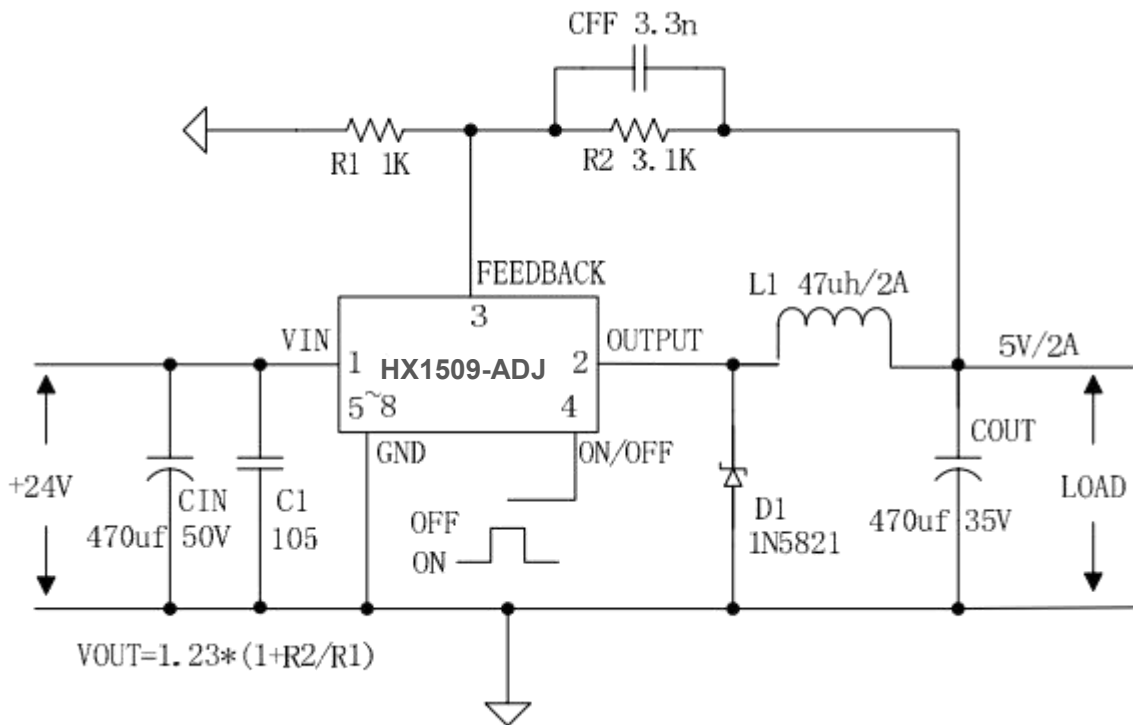 CFF 3.3n
R1 1K
R2 3.1K
FEEDBACK
L1 47uh/2A
3
VIN
OUTPUT
5V/2A
1
HX1509-ADJ
2
5~8
4
GND
ON/OFF
COUT
+24V
CIN
C1
LOAD
470uf 50V
105
OFF
D1
470uf 35V
ON
1N5821
VOUT=1.23*(1+R2/R1)